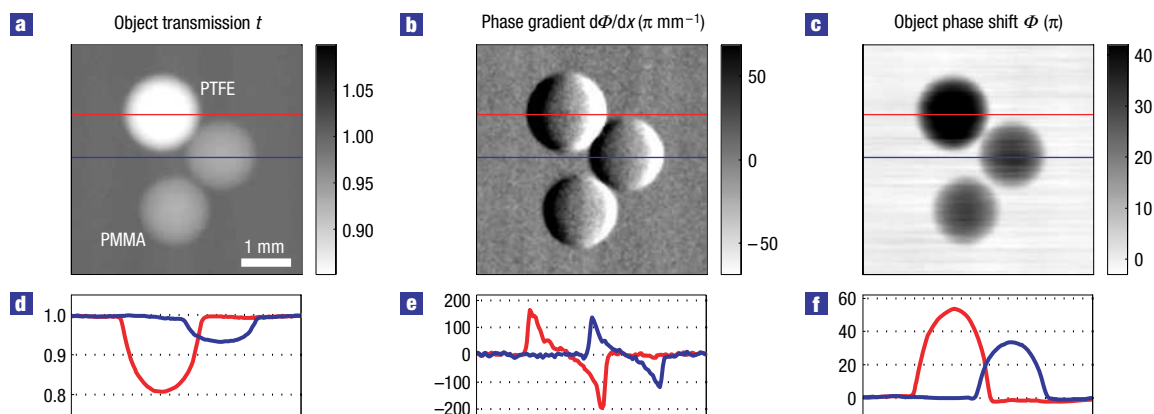 a Object transmission t
PTFE
PMMA
1 mm
1.05
1.00
0.95
0.90
b Phase gradient dΦ/dx (π mm⁻¹)
50
0
−50
c Object phase shift Φ (π)
40
30
20
10
0
d
1.0
0.9
0.8
e
200
100
0
−100
−200
f
60
40
20
0